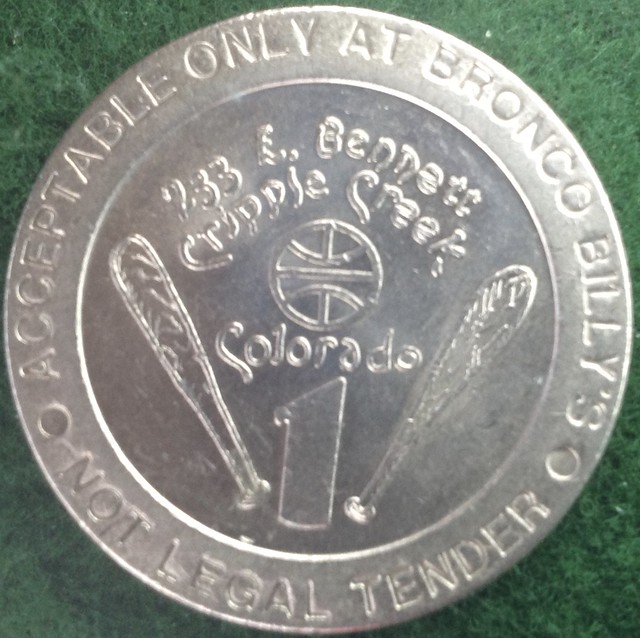 ACCEPTABLE ONLY AT BRONCO BILLY'S
233 E. Bennett
Cripple Creek,
Colorado
1
NOT LEGAL TENDER